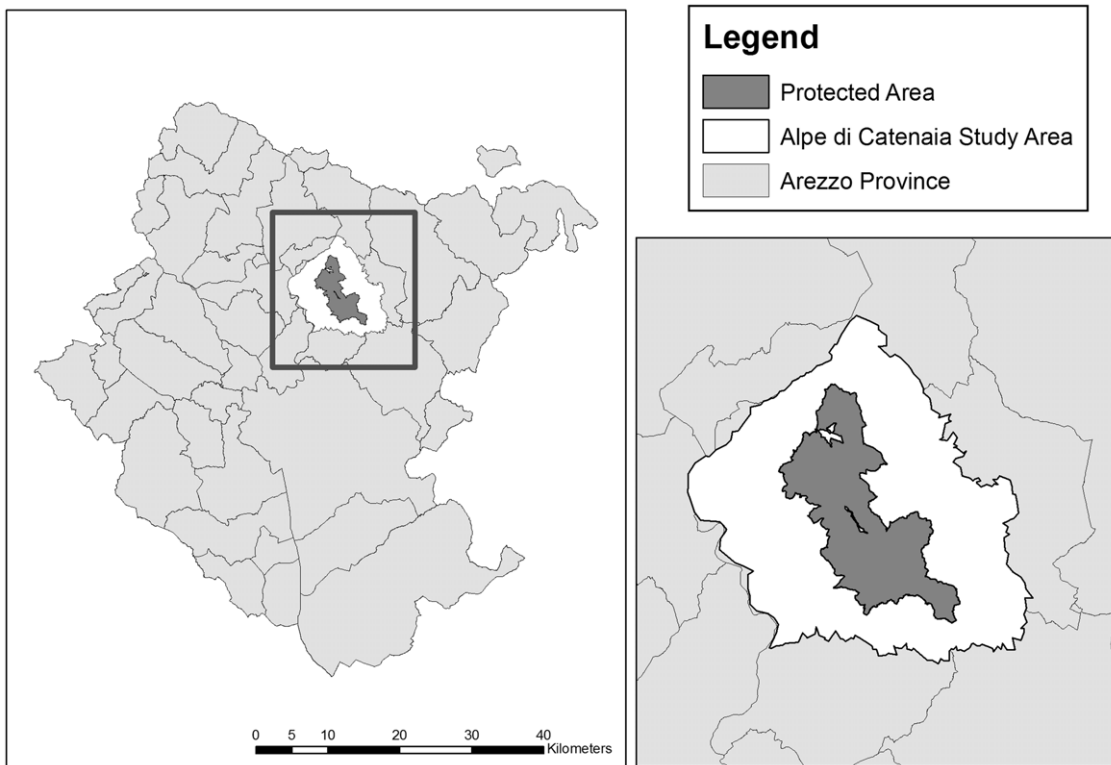 Legend
Protected Area
Alpe di Catenaia Study Area
Arezzo Province
0 5 10 20 30 40
Kilometers